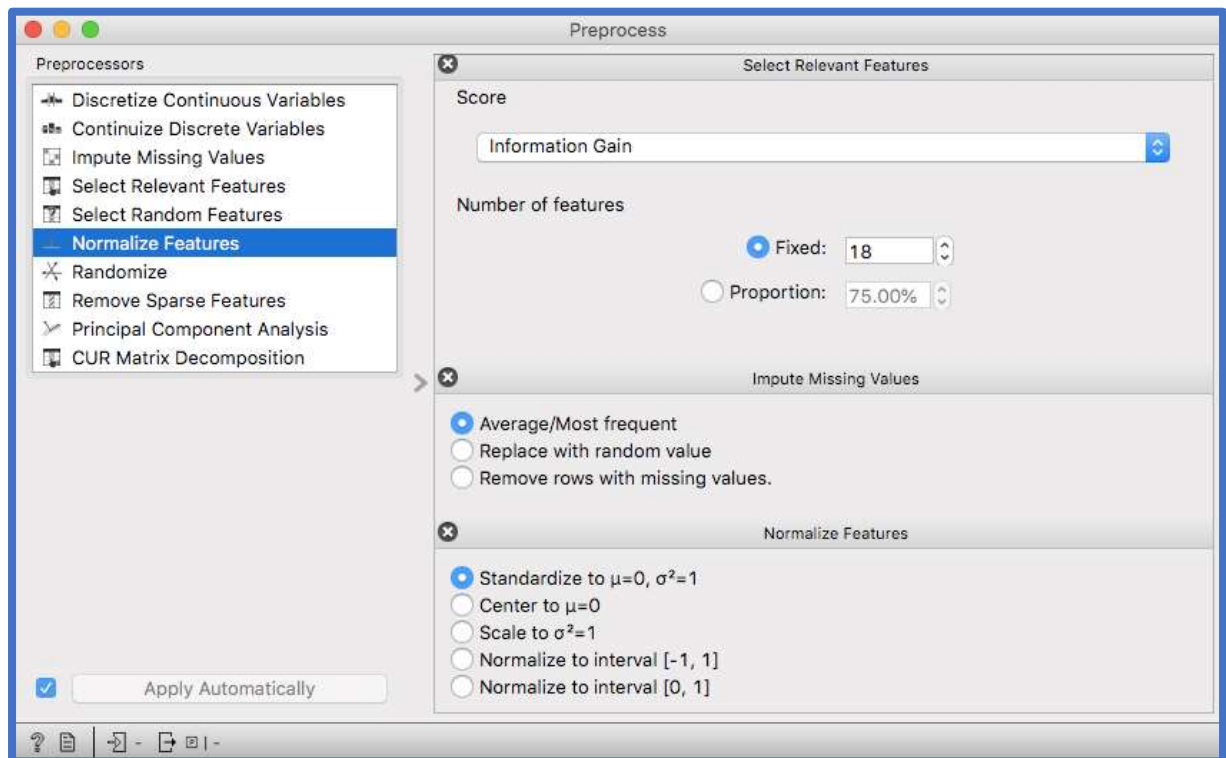 Preprocess
Preprocessors
Discretize Continuous Variables
Continuize Discrete Variables
Impute Missing Values
Select Relevant Features
Select Random Features
Normalize Features
Randomize
Remove Sparse Features
Principal Component Analysis
CUR Matrix Decomposition
Apply Automatically
Select Relevant Features
Score
Information Gain
Number of features
Fixed: 18
Proportion: 75.00%
Impute Missing Values
Average/Most frequent
Replace with random value
Remove rows with missing values.
Normalize Features
Standardize to μ=0, σ²=1
Center to μ=0
Scale to σ²=1
Normalize to interval [-1, 1]
Normalize to interval [0, 1]
? - | -